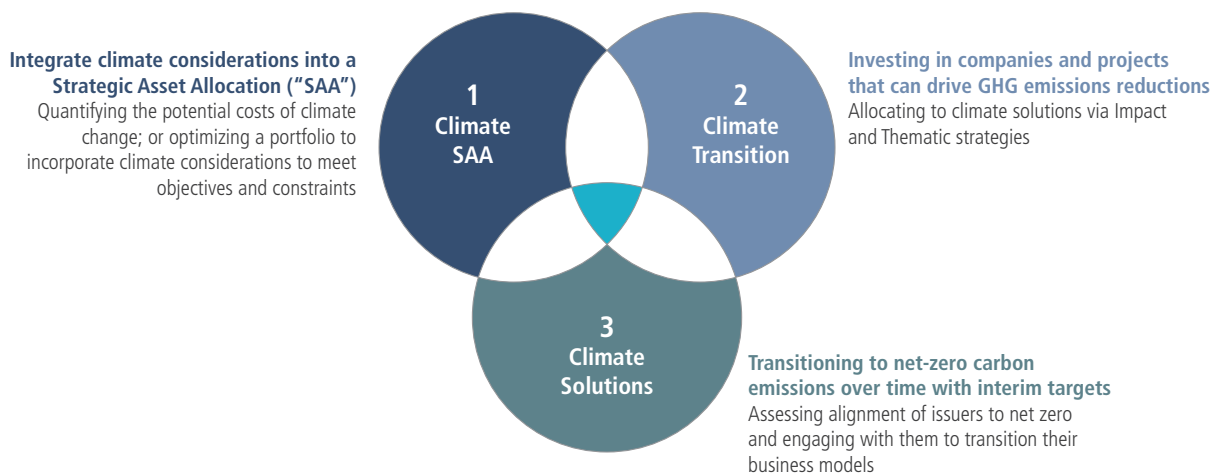 Integrate climate considerations into a
Strategic Asset Allocation (“SAA”)
Quantifying the potential costs of climate
change; or optimizing a portfolio to
incorporate climate considerations to meet
objectives and constraints
1
Climate
SAA
2
Climate
Transition
Investing in companies and projects
that can drive GHG emissions reductions
Allocating to climate solutions via Impact
and Thematic strategies
3
Climate
Solutions
Transitioning to net-zero carbon
emissions over time with interim targets
Assessing alignment of issuers to net zero
and engaging with them to transition their
business models